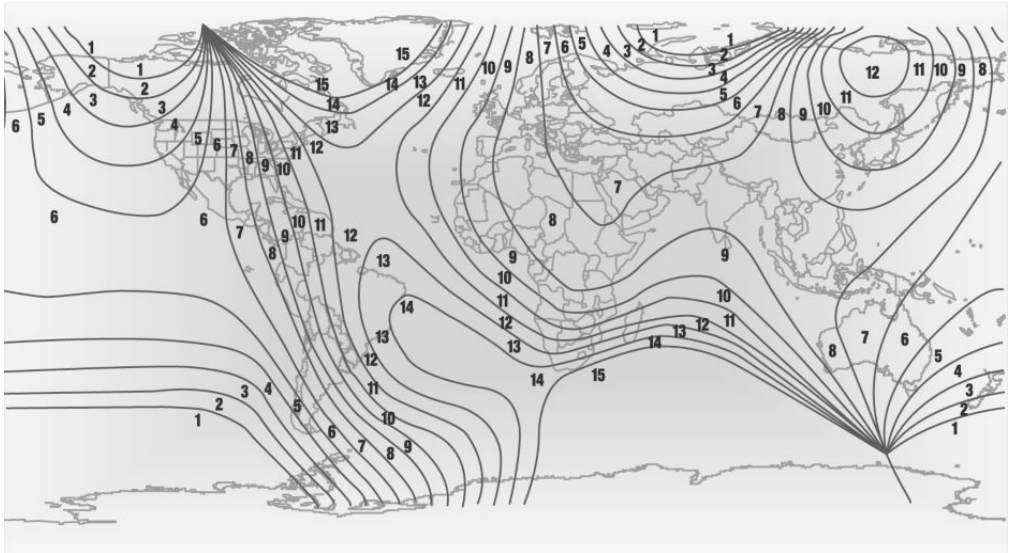 1 1 15 1 1
2 2 15 14 13 11 10 9 8 7 6 5 4 3 2 2 12 11 10 9 8
3 3 14 12 3 4 11
6 5 4 4 13 5 6 7 8 9 10
5 6 7 8 9 10 11 12
7
6 6 7 8 9 10 11 12 13 8 9 9
10 10
14 11 12 13 11
13 12 13 14 8 7 6 5
12 14 15 4
1 2 3 4 5 11 3
6 7 8 9 10 2
1